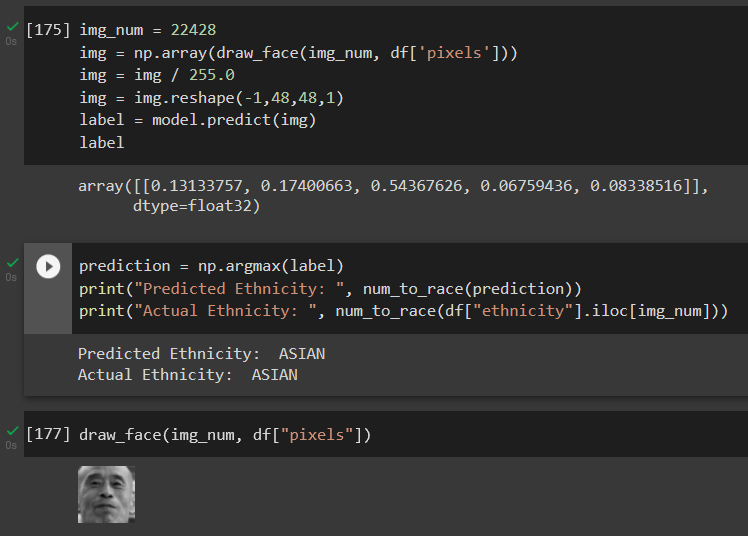 [175] img_num = 22428
img = np.array(draw_face(img_num, df['pixels']))
img = img / 255.0
img = img.reshape(-1,48,48,1)
label = model.predict(img)
label
0s
array([[0.13133757, 0.17400663, 0.54367626, 0.06759436, 0.08338516]],
dtype=float32)
prediction = np.argmax(label)
print("Predicted Ethnicity: ", num_to_race(prediction))
print("Actual Ethnicity: ", num_to_race(df["ethnicity"].iloc[img_num]))
0s
Predicted Ethnicity:  ASIAN
Actual Ethnicity:  ASIAN
[177] draw_face(img_num, df["pixels"])
0s